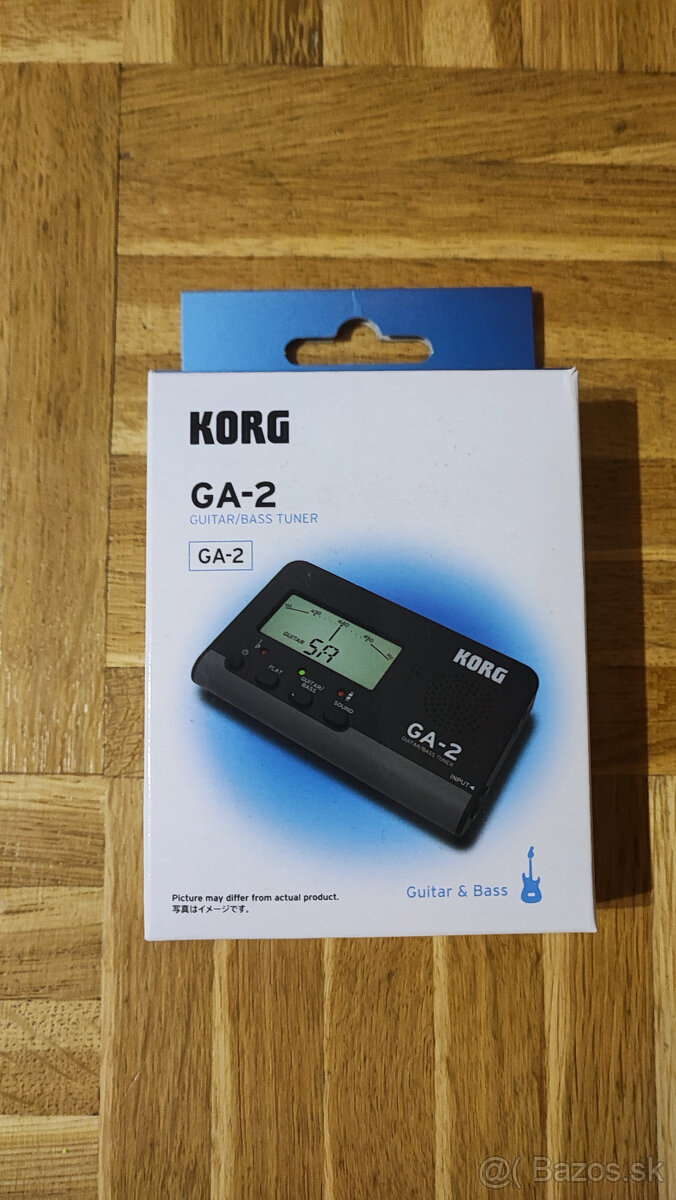 KORG
GA-2
GUITAR/BASS TUNER
GA-2
GUITAR
5A
KORG
FLAT
GUITAR/
BASS
SOUND
GA-2
GUITAR/BASS TUNER
INPUT◄
Guitar & Bass
Picture may differ from actual product.
写真はイメージです。
@( Bazos.sk